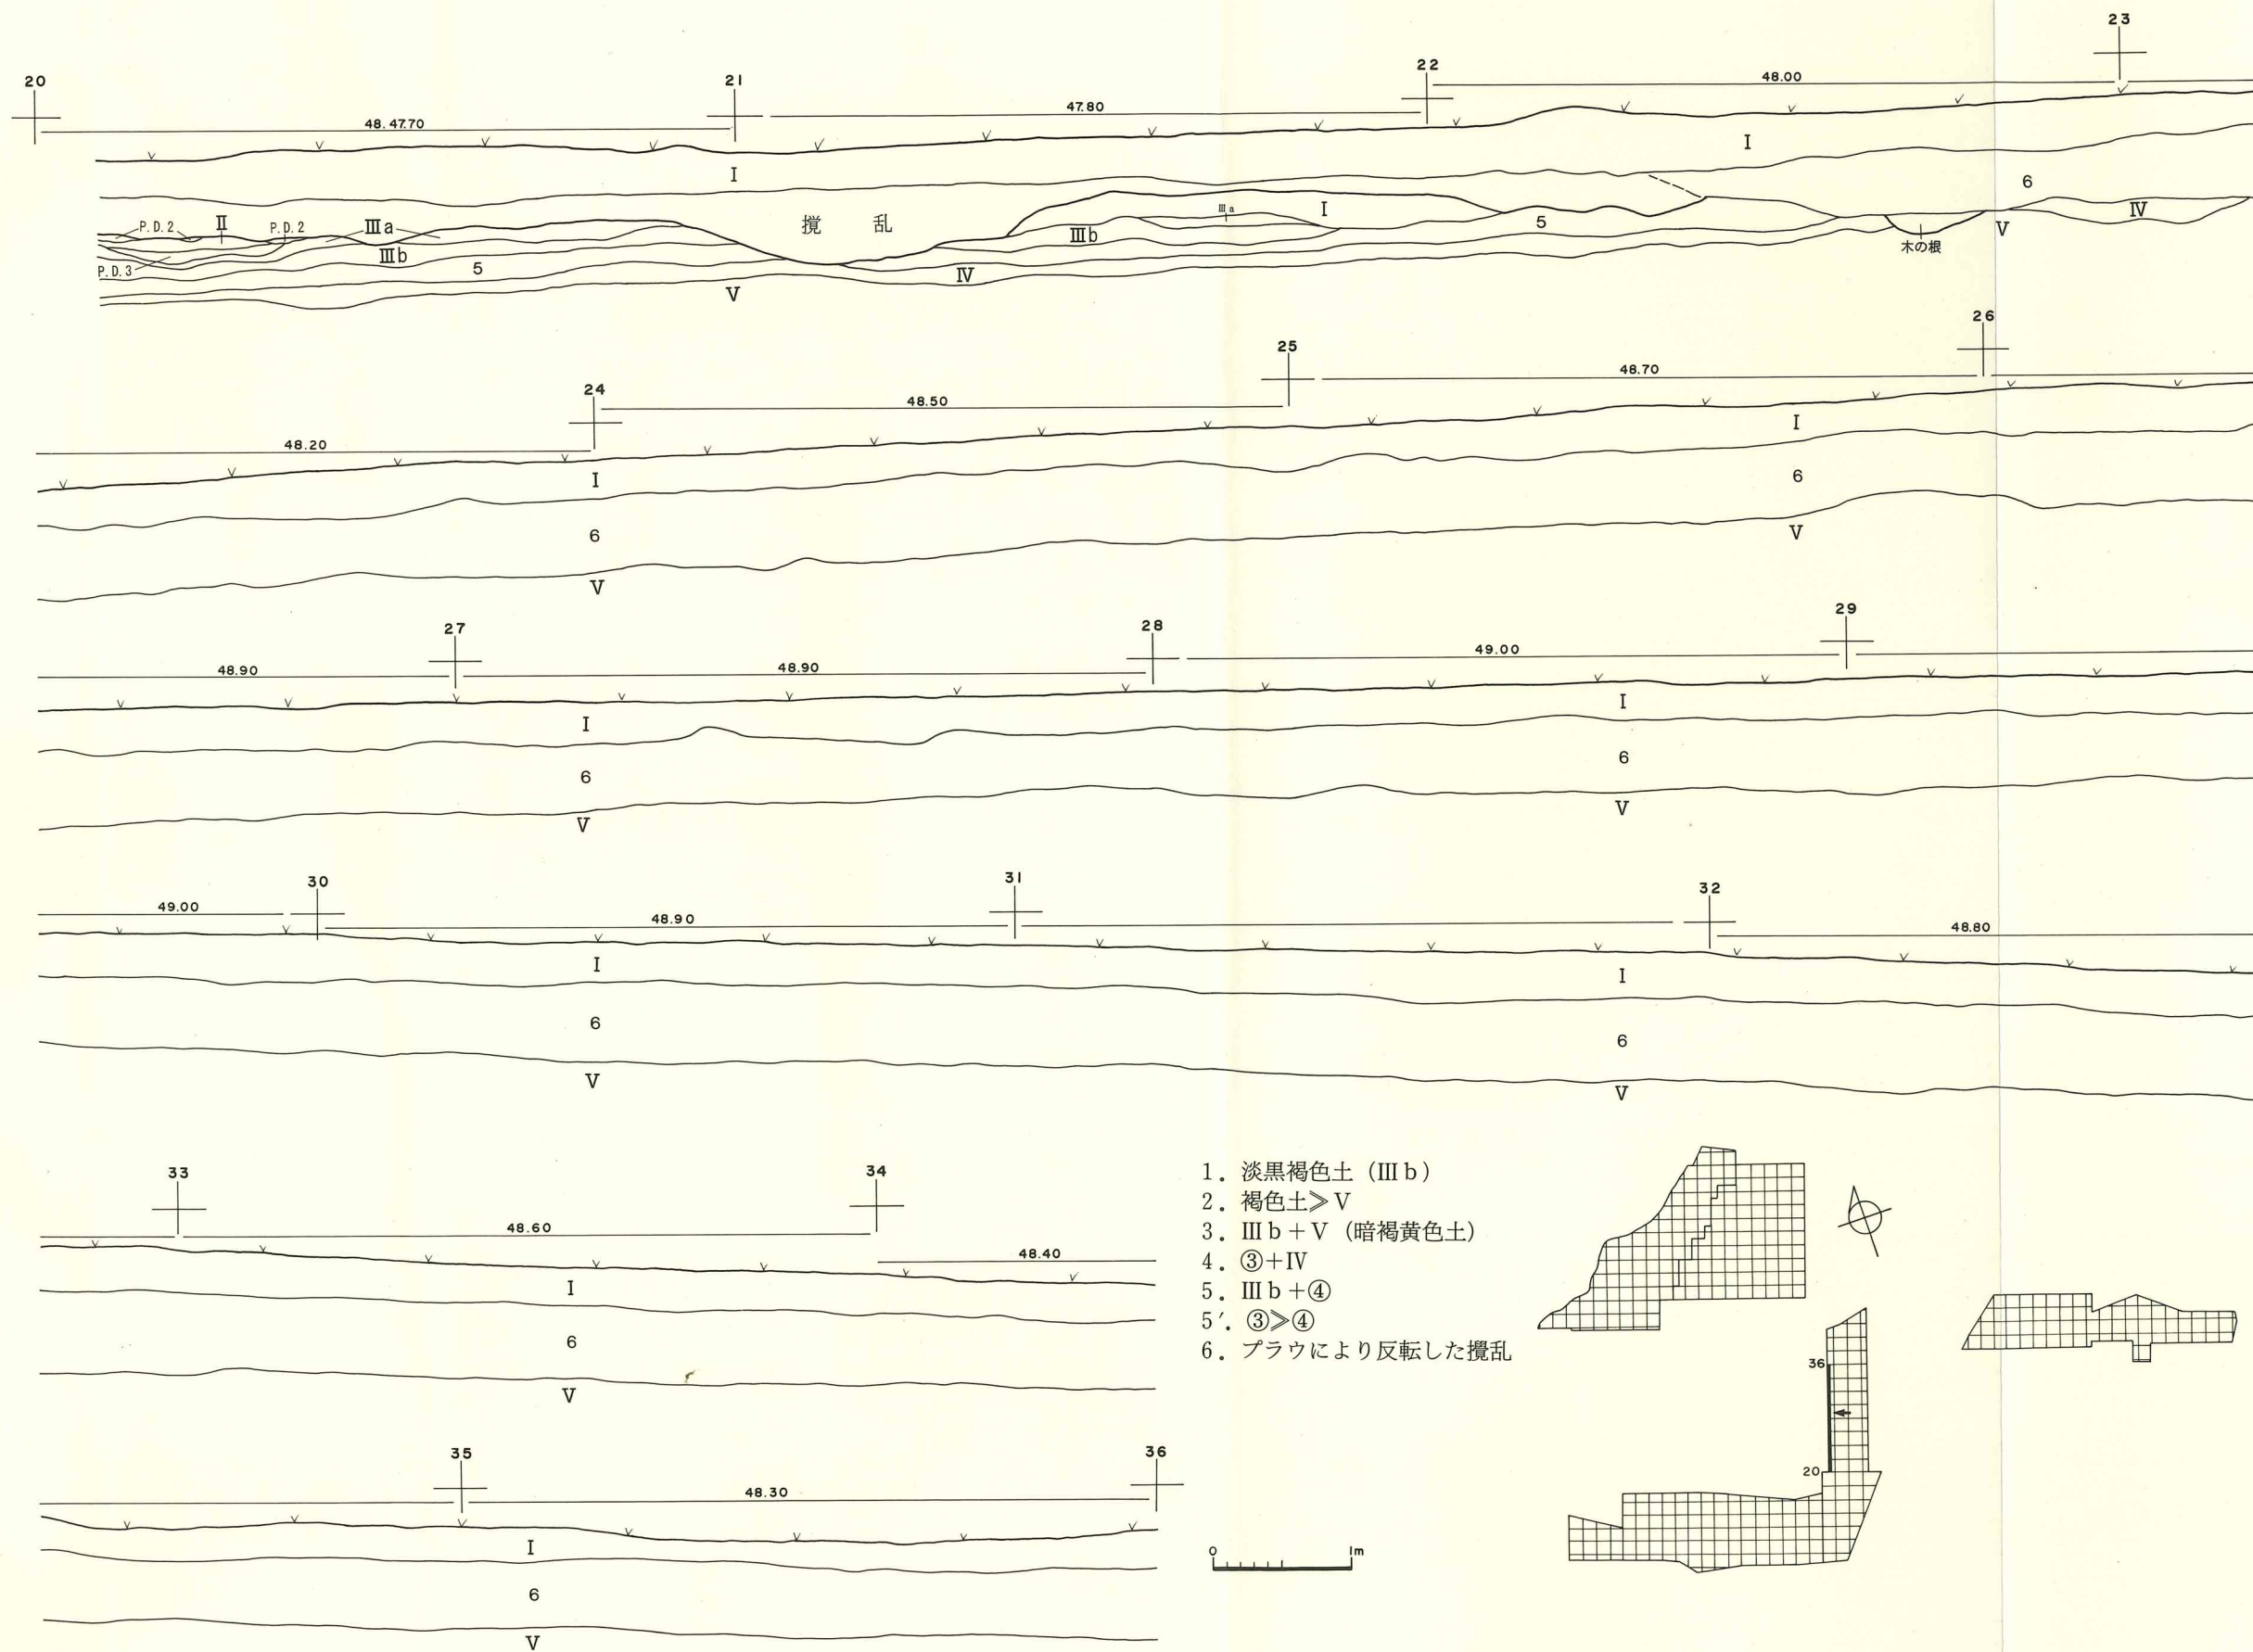 20
21
22
23
48.47.70
47.80
48.00
I
I
6
P.D.2
II
P.D.2
IIIa
攪乱
IIIa
I
IIIb
5
IV
V
木の根
IIIb
P.D.3
5
IV
V
24
25
26
48.20
48.50
48.70
I
I
6
6
V
V
27
28
29
48.90
48.90
49.00
I
I
6
6
V
V
30
31
32
49.00
48.90
48.80
I
I
6
6
V
V
33
34
48.60
48.40
I
6
V
35
36
48.30
I
6
V
1. 淡黒褐色土（Ⅲb）
2. 褐色土≫V
3. Ⅲb+V（暗褐黄色土）
4. ③+Ⅳ
5. Ⅲb+④
5′. ③≫④
6. プラウにより反転した攪乱
0 1m
36
20